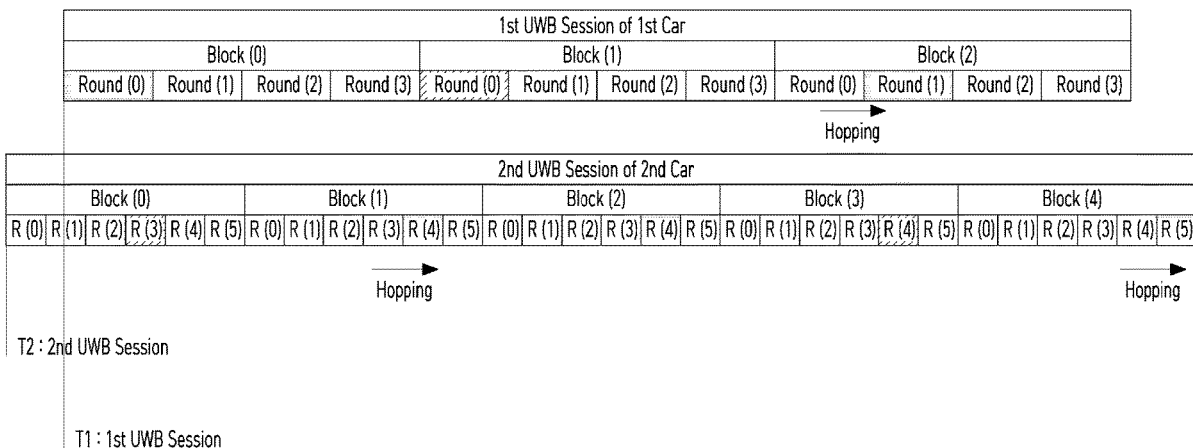 1st UWB Session of 1st Car
Block (0) Block (1) Block (2)
Round (0) Round (1) Round (2) Round (3) Round (0) Round (1) Round (2) Round (3) Round (0) Round (1) Round (2) Round (3)
Hopping
2nd UWB Session of 2nd Car
Block (0) Block (1) Block (2) Block (3) Block (4)
R (0) R (1) R (2) R (3) R (4) R (5) R (0) R (1) R (2) R (3) R (4) R (5) R (0) R (1) R (2) R (3) R (4) R (5) R (0) R (1) R (2) R (3) R (4) R (5) R (0) R (1) R (2) R (3) R (4) R (5)
Hopping Hopping
T2 : 2nd UWB Session
T1 : 1st UWB Session